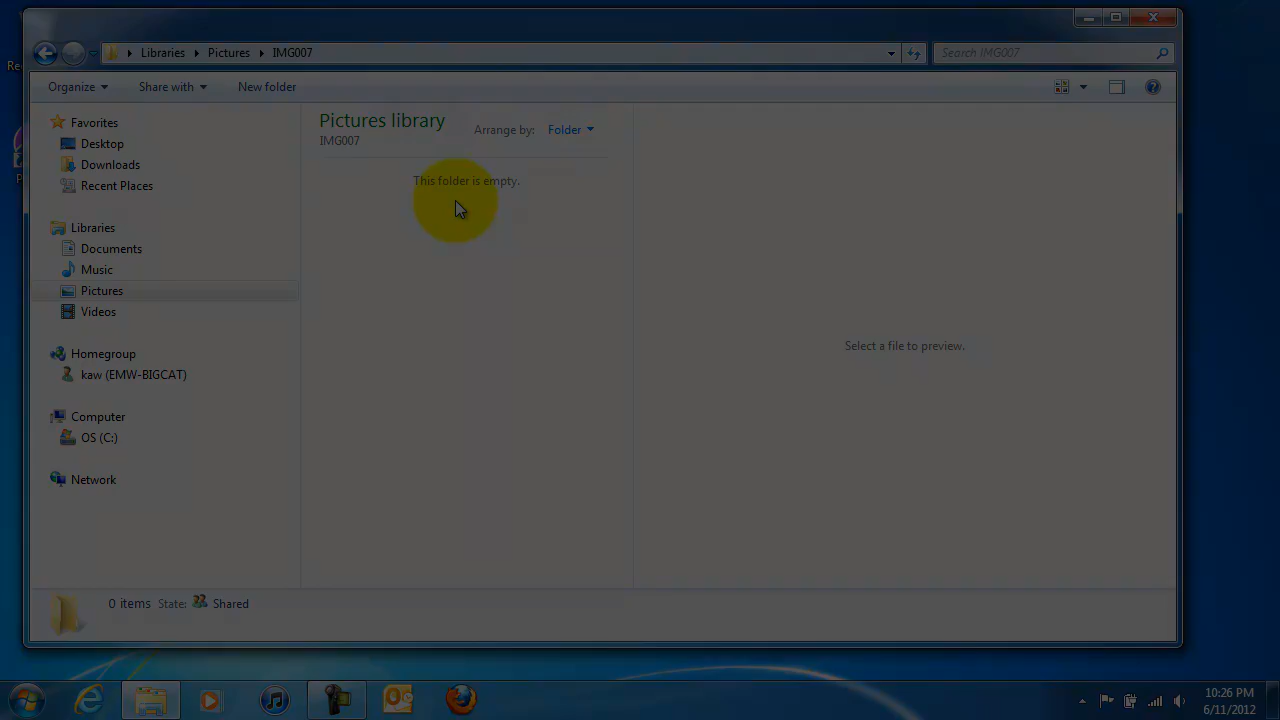 Libraries Pictures IMG007
Search IMG007
Organize Share with New folder
Favorites
Desktop
Downloads
Recent Places
Libraries
Documents
Music
Pictures
Videos
Homegroup
kaw (EMW-BIGCAT)
Computer
OS (C:)
Network
Pictures library
IMG007
Arrange by: Folder
This folder is empty.
Select a file to preview.
0 items State: Shared
10:26 PM
6/11/2012